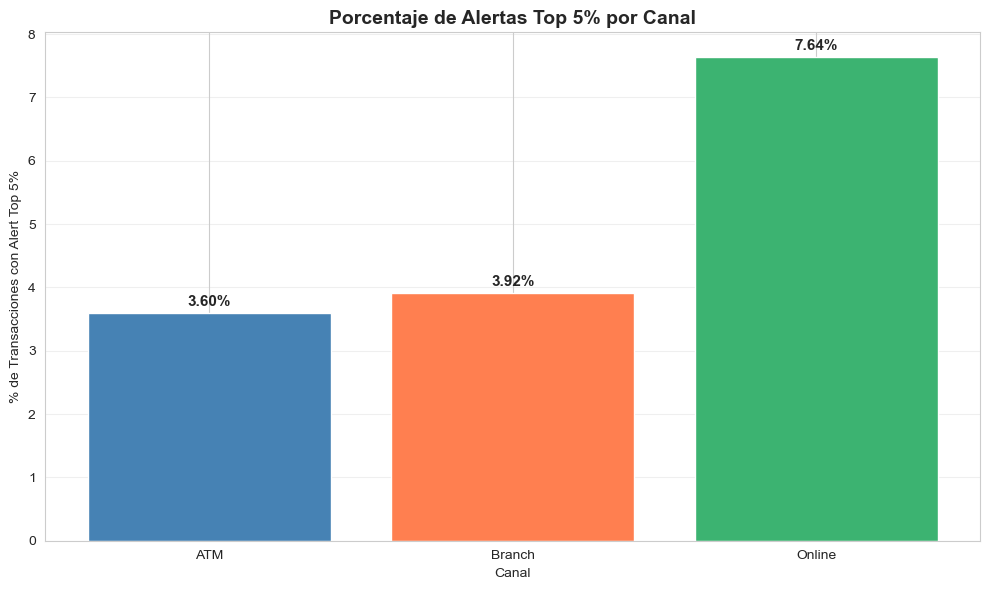 Porcentaje de Alertas Top 5% por Canal
% de Transacciones con Alert Top 5%
8
7
6
5
4
3
2
1
0
3.60%
3.92%
7.64%
ATM
Branch
Online
Canal